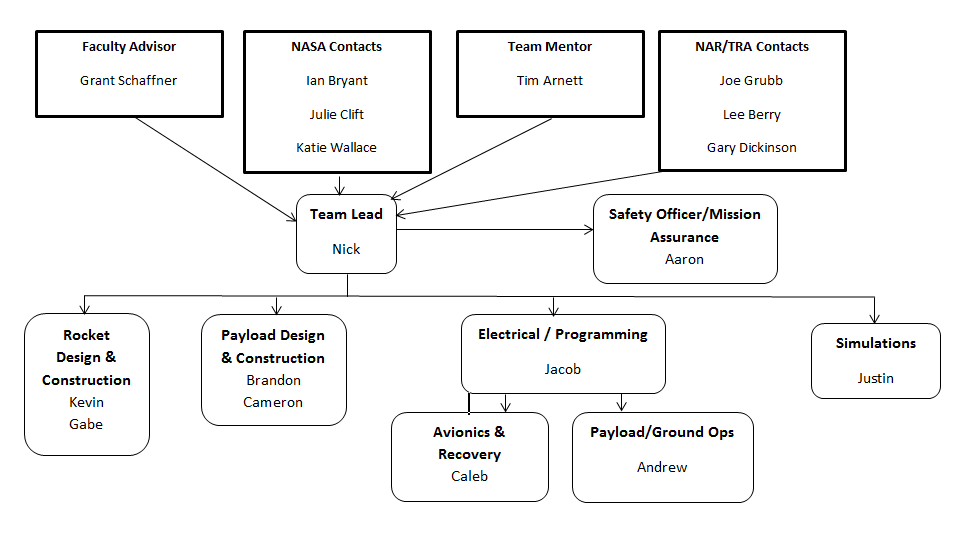 Faculty Advisor
Grant Schaffner
NASA Contacts
Ian Bryant
Julie Clift
Katie Wallace
Team Mentor
Tim Arnett
NAR/TRA Contacts
Joe Grubb
Lee Berry
Gary Dickinson
Team Lead
Nick
Safety Officer/Mission
Assurance
Aaron
Rocket
Design &
Construction
Kevin
Gabe
Payload Design
& Construction
Brandon
Cameron
Electrical / Programming
Jacob
Simulations
Justin
Avionics &
Recovery
Caleb
Payload/Ground Ops
Andrew